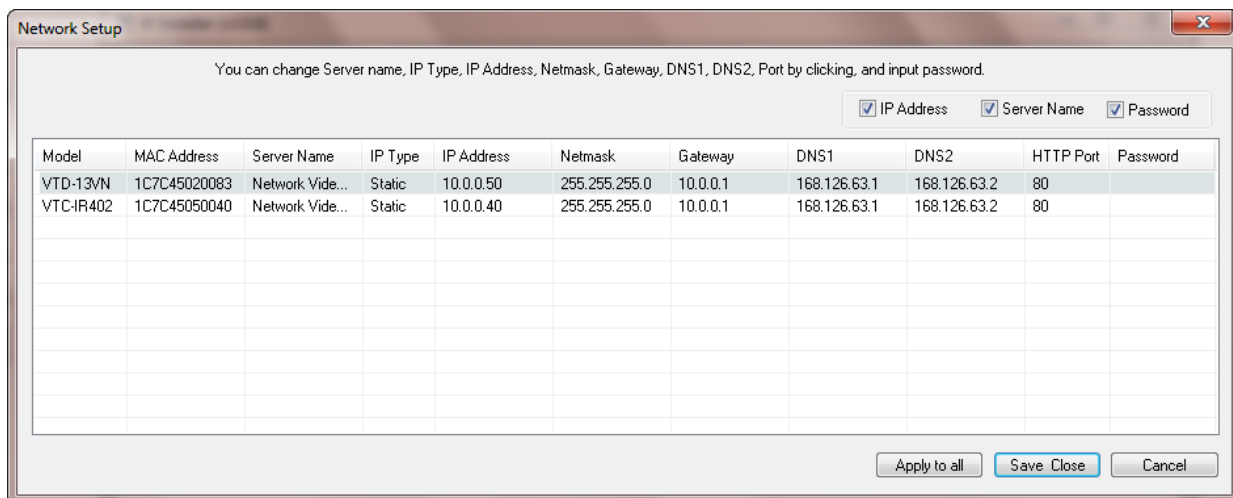 Network Setup
You can change Server name, IP Type, IP Address, Netmask, Gateway, DNS1, DNS2, Port by clicking, and input password.
IP Address Server Name Password
Model MAC Address Server Name IP Type IP Address Netmask Gateway DNS1 DNS2 HTTP Port Password
VTD-13VN 1C7C45020083 Network Vide... Static 10.0.0.50 255.255.255.0 10.0.0.1 168.126.63.1 168.126.63.2 80
VTC-IR402 1C7C45050040 Network Vide... Static 10.0.0.40 255.255.255.0 10.0.0.1 168.126.63.1 168.126.63.2 80
Apply to all Save Close Cancel